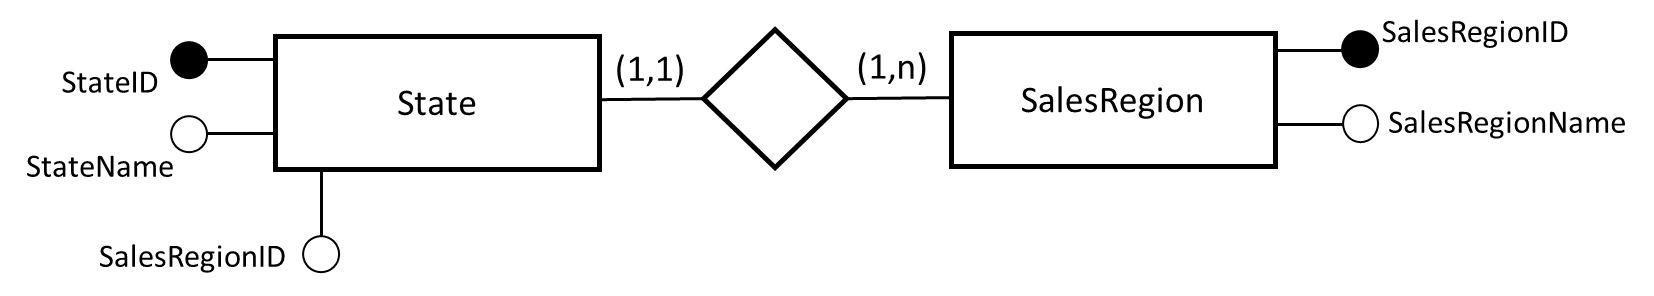 StateID
StateName
SalesRegionID
State
(1,1)
(1,n)
SalesRegion
SalesRegionID
SalesRegionName